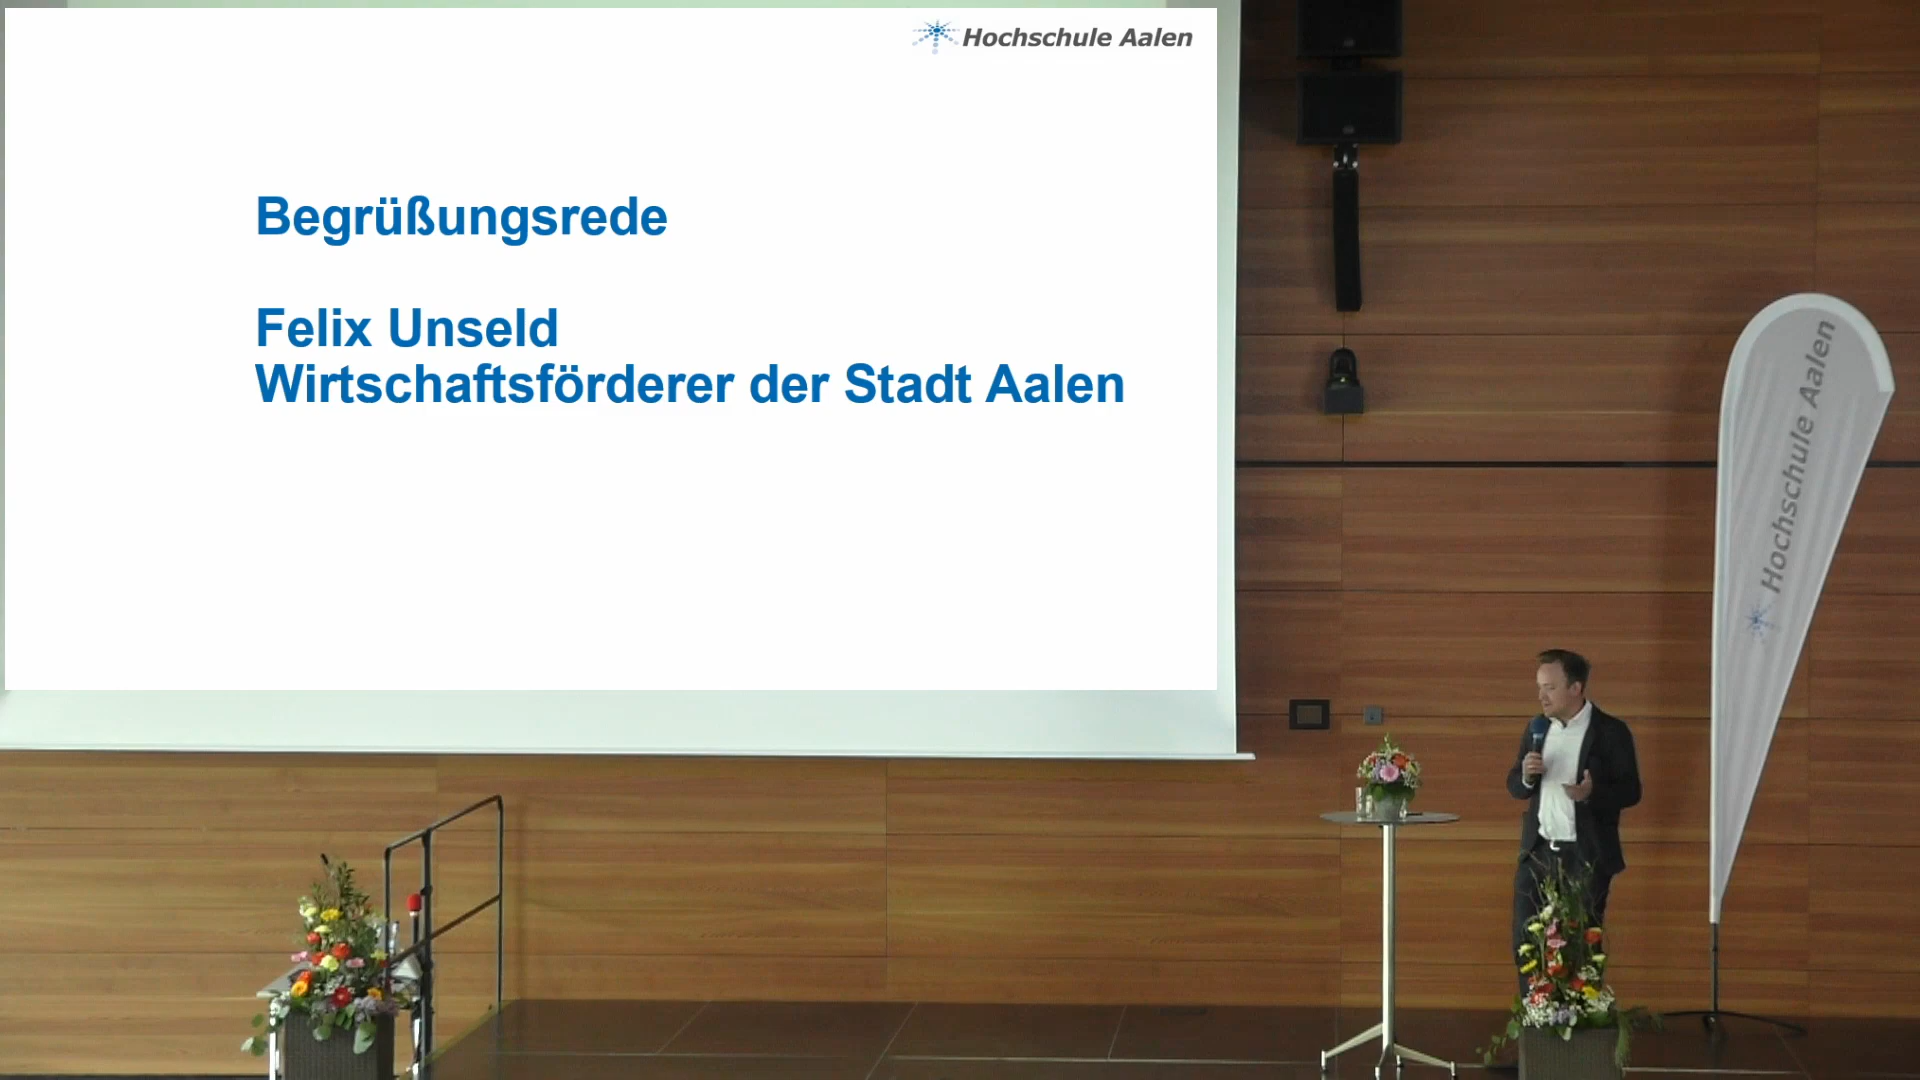 Hochschule Aalen
Begrüßungsrede
Felix Unseld
Wirtschaftsförderer der Stadt Aalen
Hochschule Aalen